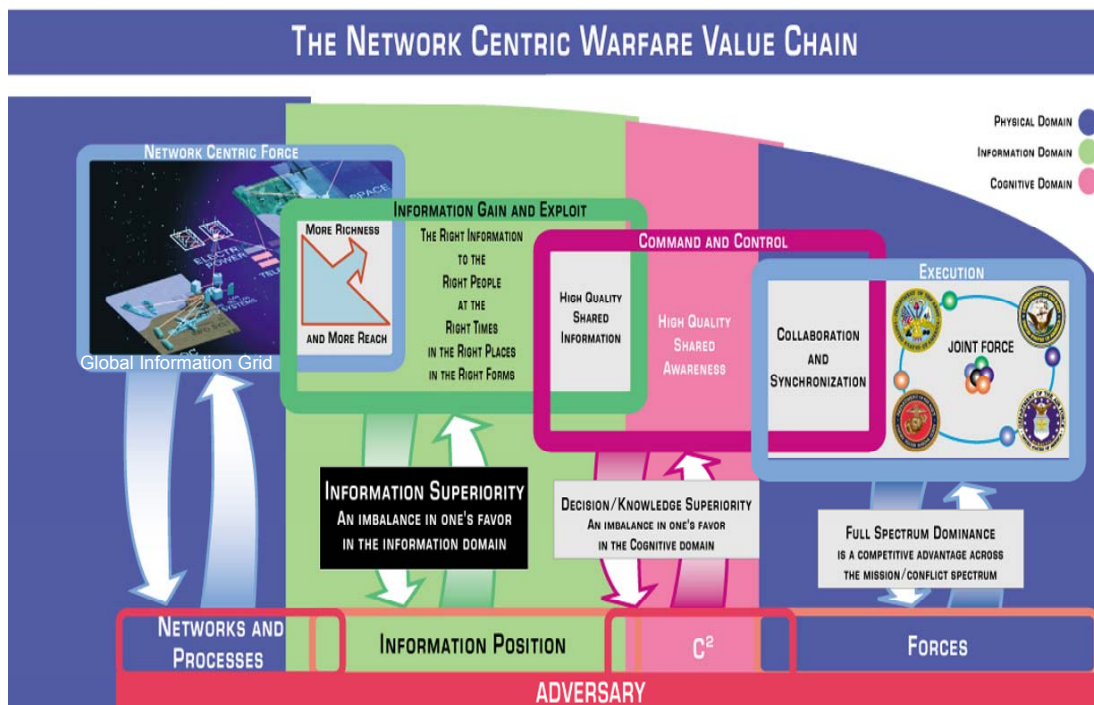 THE NETWORK CENTRIC WARFARE VALUE CHAIN
PHYSICAL DOMAIN
INFORMATION DOMAIN
COGNITIVE DOMAIN
NETWORK CENTRIC FORCE
SPACE
POWER
Global Information Grid
INFORMATION GAIN AND EXPLOIT
MORE RICHNESS
AND MORE REACH
THE RIGHT INFORMATION
TO THE
RIGHT PEOPLE
AT THE
RIGHT TIMES
IN THE RIGHT PLACES
IN THE RIGHT FORMS
COMMAND AND CONTROL
HIGH QUALITY
SHARED
INFORMATION
HIGH QUALITY
SHARED
AWARENESS
COLLABORATION
AND
SYNCHRONIZATION
EXECUTION
JOINT FORCE
INFORMATION SUPERIORITY
AN IMBALANCE IN ONE'S FAVOR
IN THE INFORMATION DOMAIN
DECISION/KNOWLEDGE SUPERIORITY
AN IMBALANCE IN ONE'S FAVOR
IN THE COGNITIVE DOMAIN
FULL SPECTRUM DOMINANCE
IS A COMPETITIVE ADVANTAGE ACROSS
THE MISSION/CONFLICT SPECTRUM
NETWORKS AND
PROCESSES
INFORMATION POSITION
C²
FORCES
ADVERSARY